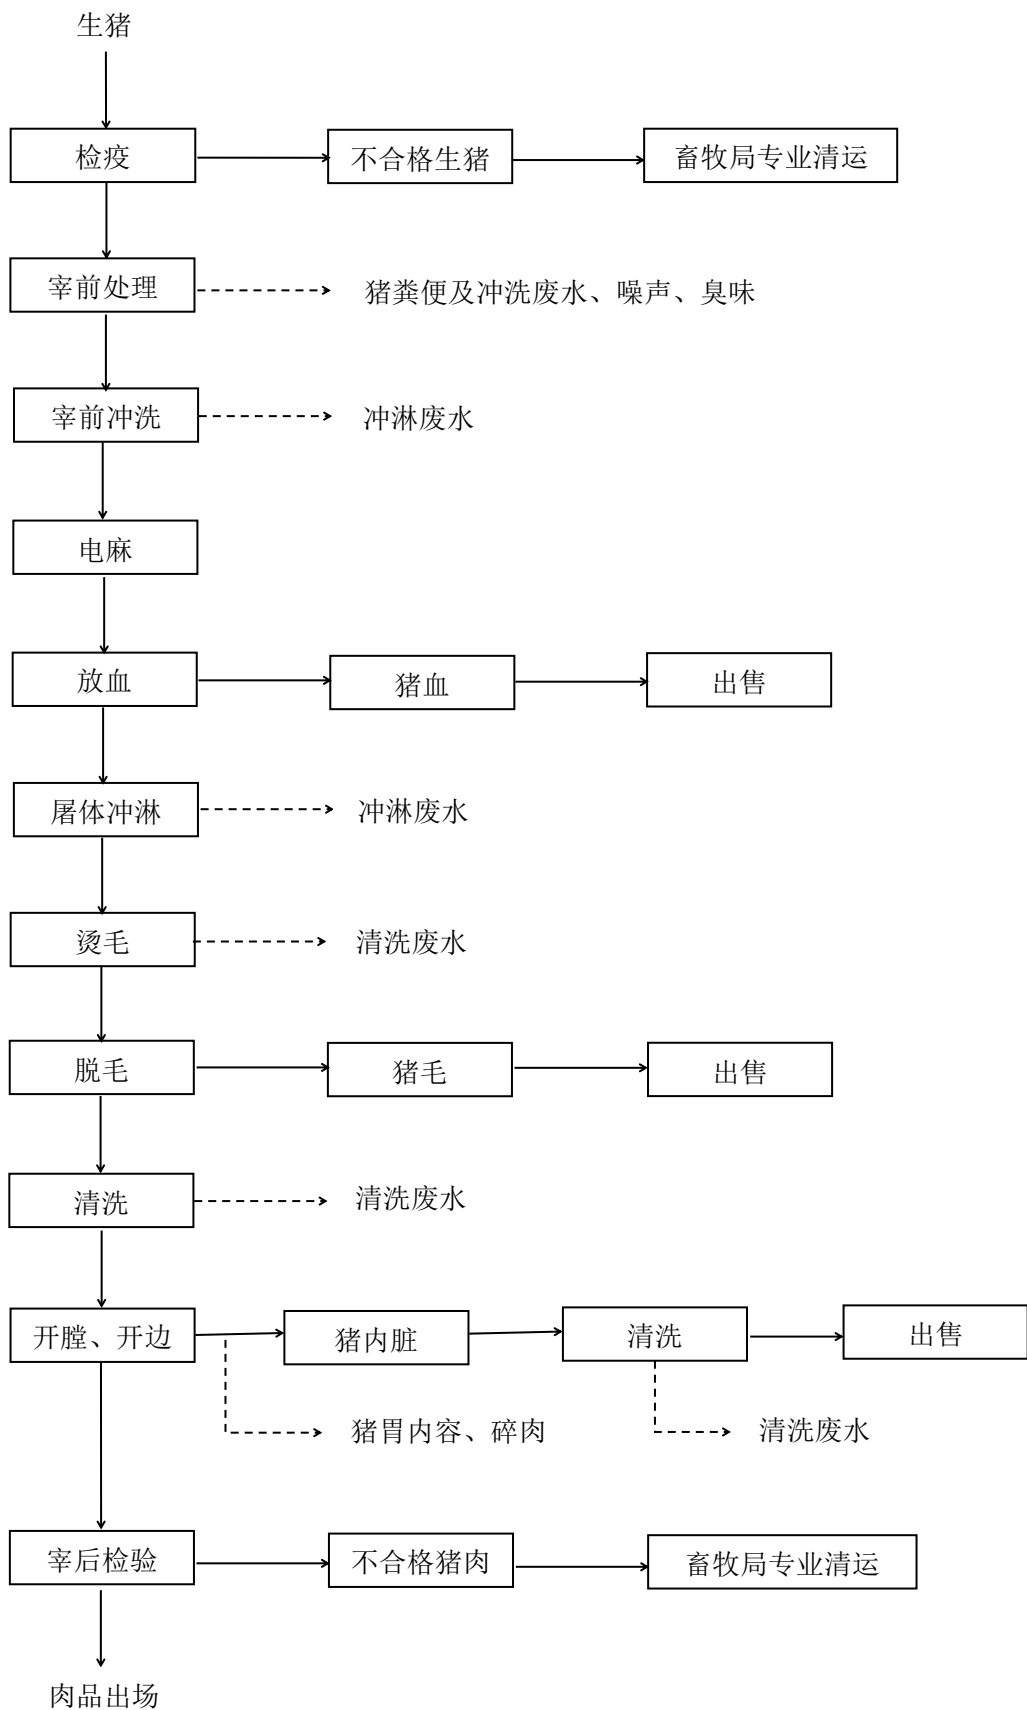 生猪
检疫
不合格生猪
畜牧局专业清运
宰前处理
猪粪便及冲洗废水、噪声、臭味
宰前冲洗
冲淋废水
电麻
放血
猪血
出售
屠体冲淋
冲淋废水
烫毛
清洗废水
脱毛
猪毛
出售
清洗
清洗废水
开膛、开边
猪内脏
清洗
出售
猪胃内容、碎肉
清洗废水
宰后检验
不合格猪肉
畜牧局专业清运
肉品出场